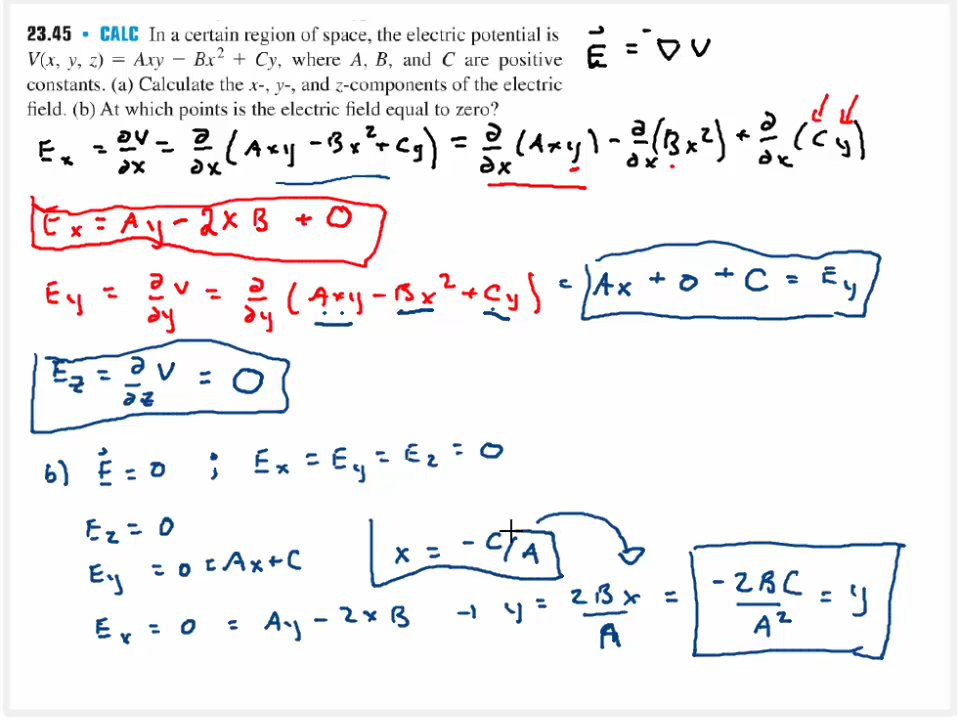 23.45 • CALC In a certain region of space, the electric potential is
V(x, y, z) = Axy − Bx² + Cy, where A, B, and C are positive
constants. (a) Calculate the x-, y-, and z-components of the electric
field. (b) At which points is the electric field equal to zero?
E⃗ = -∇V
Ex = ∂V/∂x = ∂/∂x (Axy − Bx² + Cy) = ∂/∂x (Axy) − ∂/∂x (Bx²) + ∂/∂x (Cy)
Ex = Ay − 2xB + 0
Ey = ∂V/∂y = ∂/∂y (Axy − Bx² + Cy) = Ax + 0 + C = Ey
Ez = ∂V/∂z = 0
b) E⃗ = 0 ; Ex = Ey = Ez = 0
Ez = 0
Ey = 0 = Ax + C
x = -C/A
Ex = 0 = Ay − 2xB → y = 2Bx/A = -2BC/A² = y